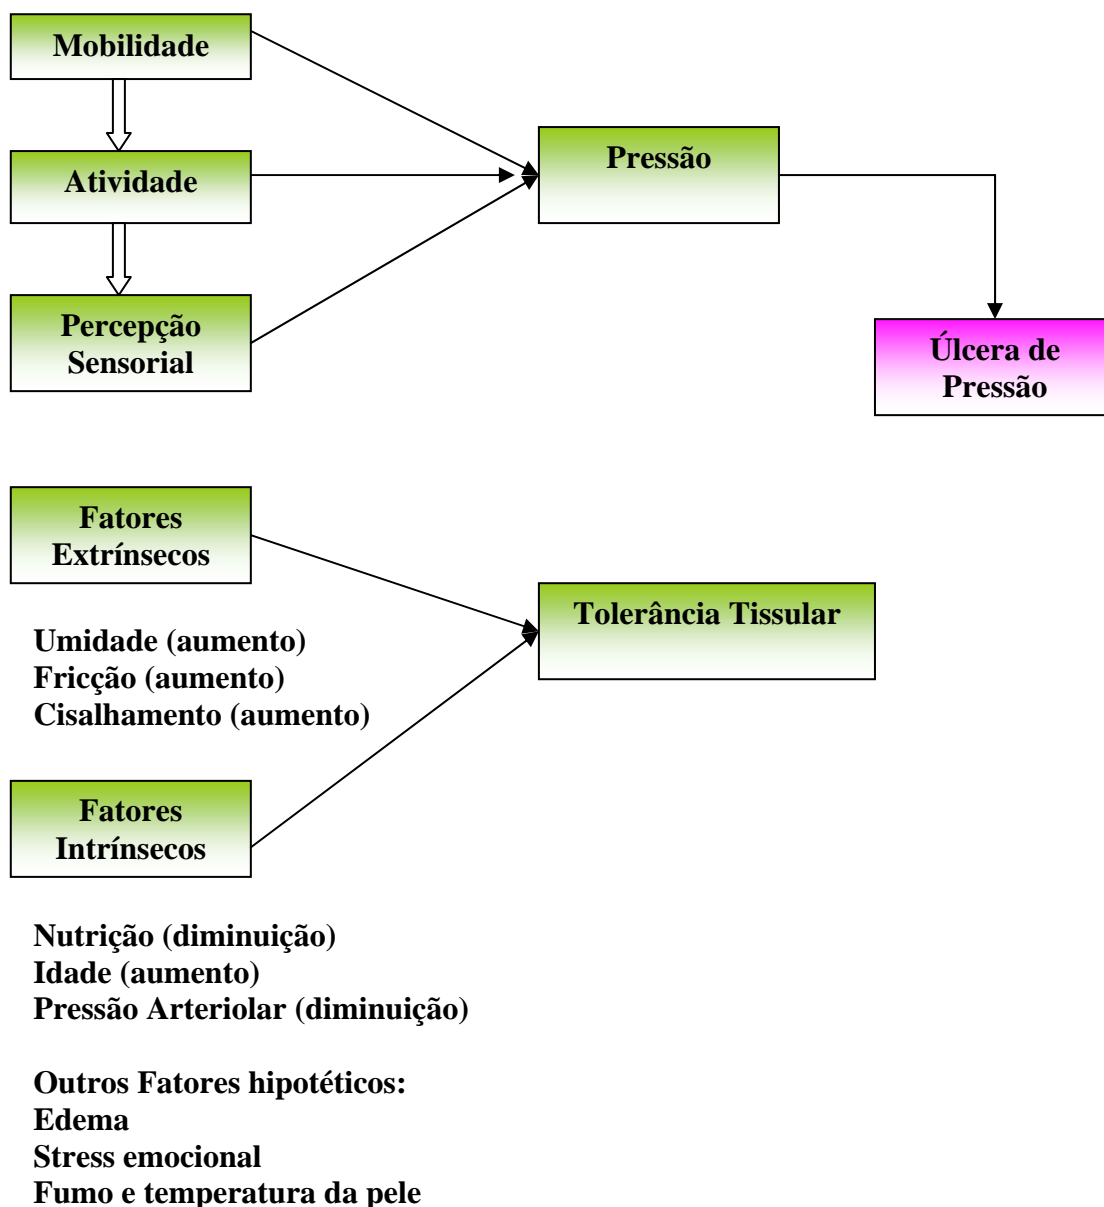 Mobilidade
Atividade
Pressão
Percepção
Sensorial
Úlcera de
Pressão
Fatores
Extrínsecos
Tolerância Tissular
Umidade (aumento)
Fricção (aumento)
Cisalhamento (aumento)
Fatores
Intrínsecos
Nutrição (diminuição)
Idade (aumento)
Pressão Arteriolar (diminuição)
Outros Fatores hipotéticos:
Edema
Stress emocional
Fumo e temperatura da pele